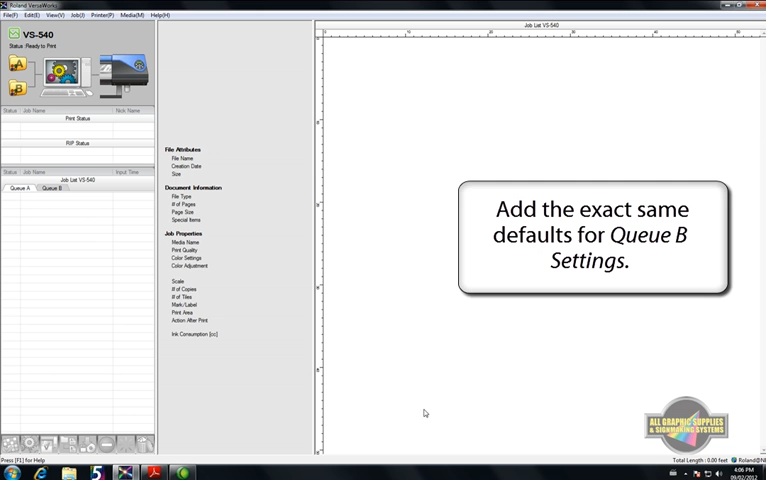 Roland VersaWorks
File(F) Edit(E) View(V) Job(J) Printer(P) Media(M) Help(H)
VS-540
Status :Ready to Print
A
B
Status Job Name Nick Name
Print Status
RIP Status
Status Job Name Input Time
Job List VS-540
Queue A Queue B
File Attributes
File Name
Creation Date
Size
Document Information
File Type
# of Pages
Page Size
Special Items
Job Properties
Media Name
Print Quality
Color Settings
Color Adjustment
Scale
# of Copies
# of Tiles
Mark/Label
Print Area
Action After Print
Ink Consumption [cc]
Job List VS-540
Add the exact same
defaults for Queue B
Settings.
ALL GRAPHIC SUPPLIES
& SIGNMAKING SYSTEMS
Press [F1] for Help
Total Length : 0.00 feet
4:06 PM
09/02/2012